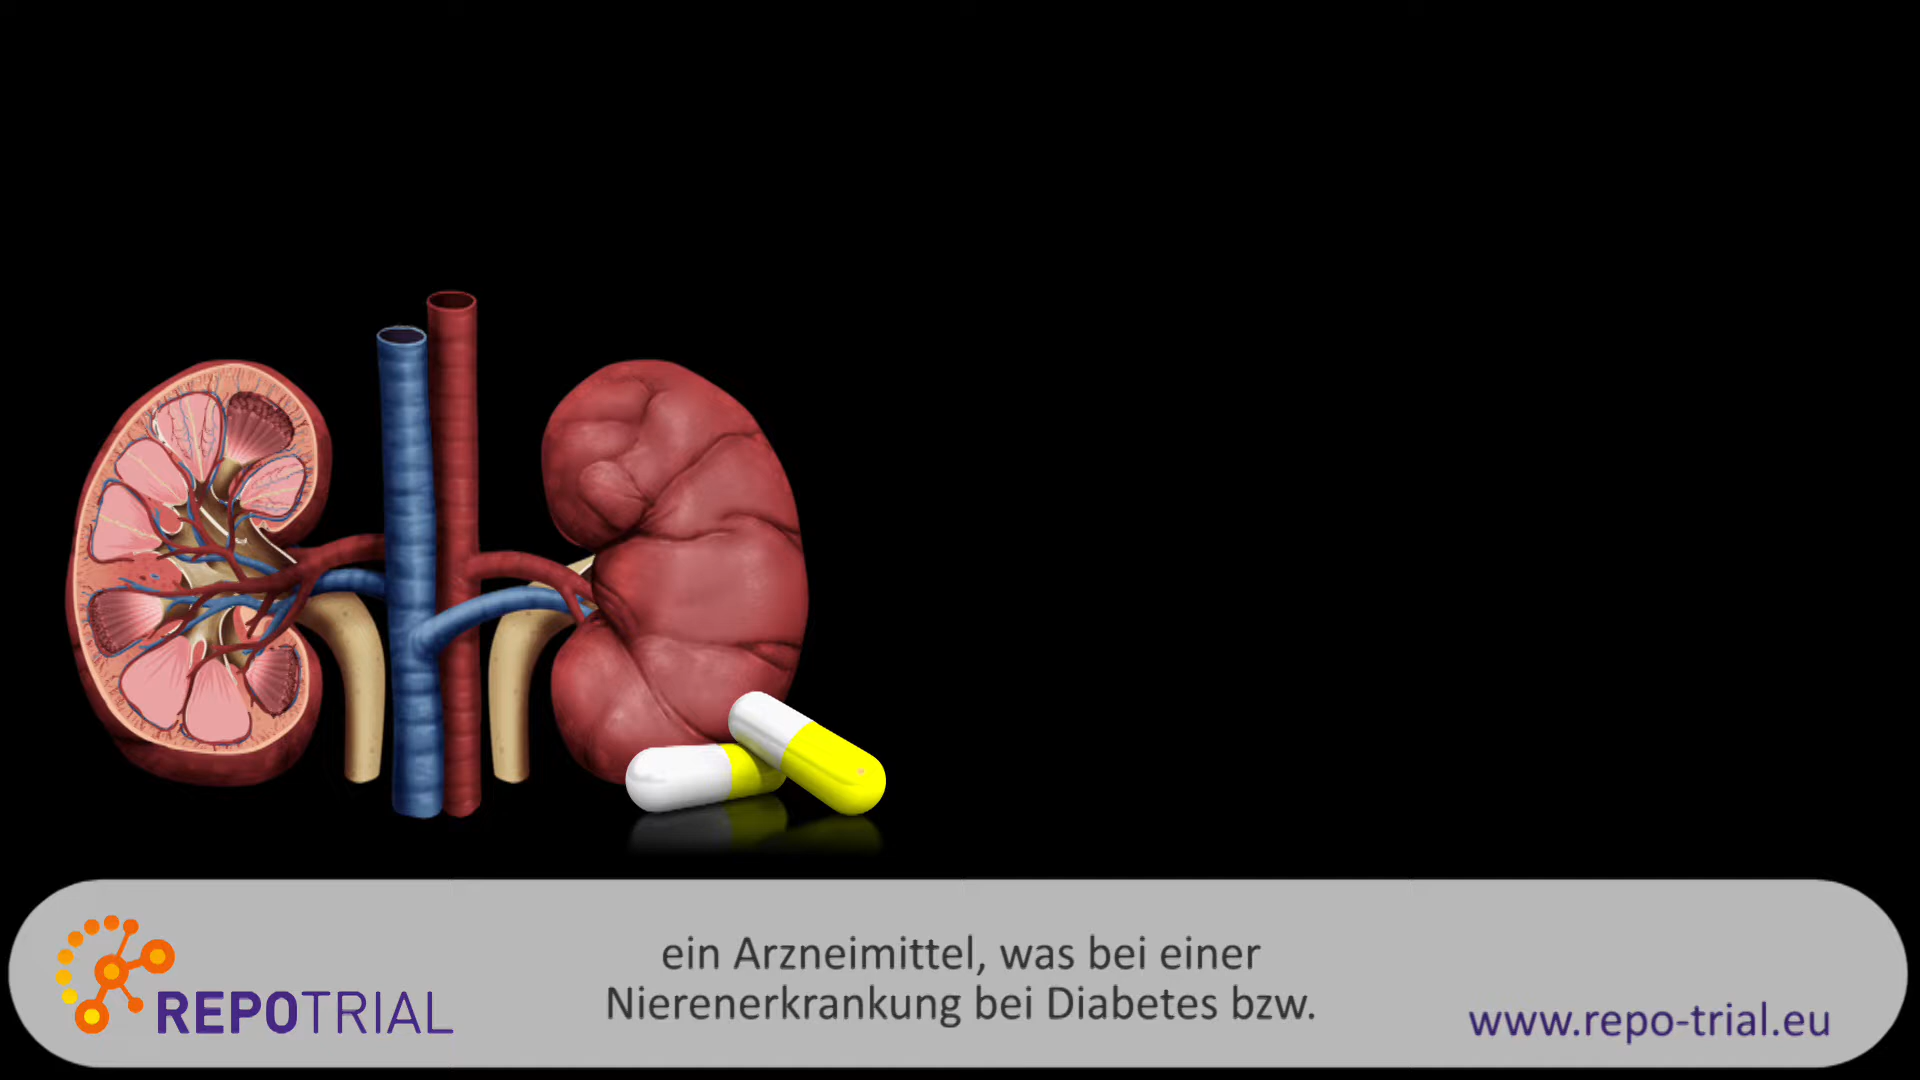 ein Arzneimittel, was bei einer
Nierenerkrankung bei Diabetes bzw.
REPOTRIAL
www.repo-trial.eu